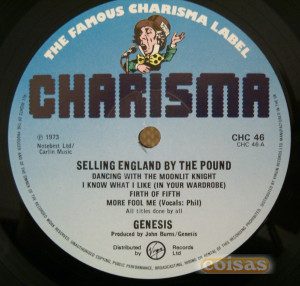 THE FAMOUS CHARISMA LABEL
CHARISMA
℗ 1973
Notebest Ltd/
Carlin Music
CHC 46
CHC 46-A
SELLING ENGLAND BY THE POUND
DANCING WITH THE MOONLIT KNIGHT
I KNOW WHAT I LIKE (IN YOUR WARDROBE)
FIRTH OF FIFTH
MORE FOOL ME (Vocals: Phil)
All titles done by all
GENESIS
Produced by John Burns/Genesis
Distributed
by
Virgin
Records
Ltd
coisas